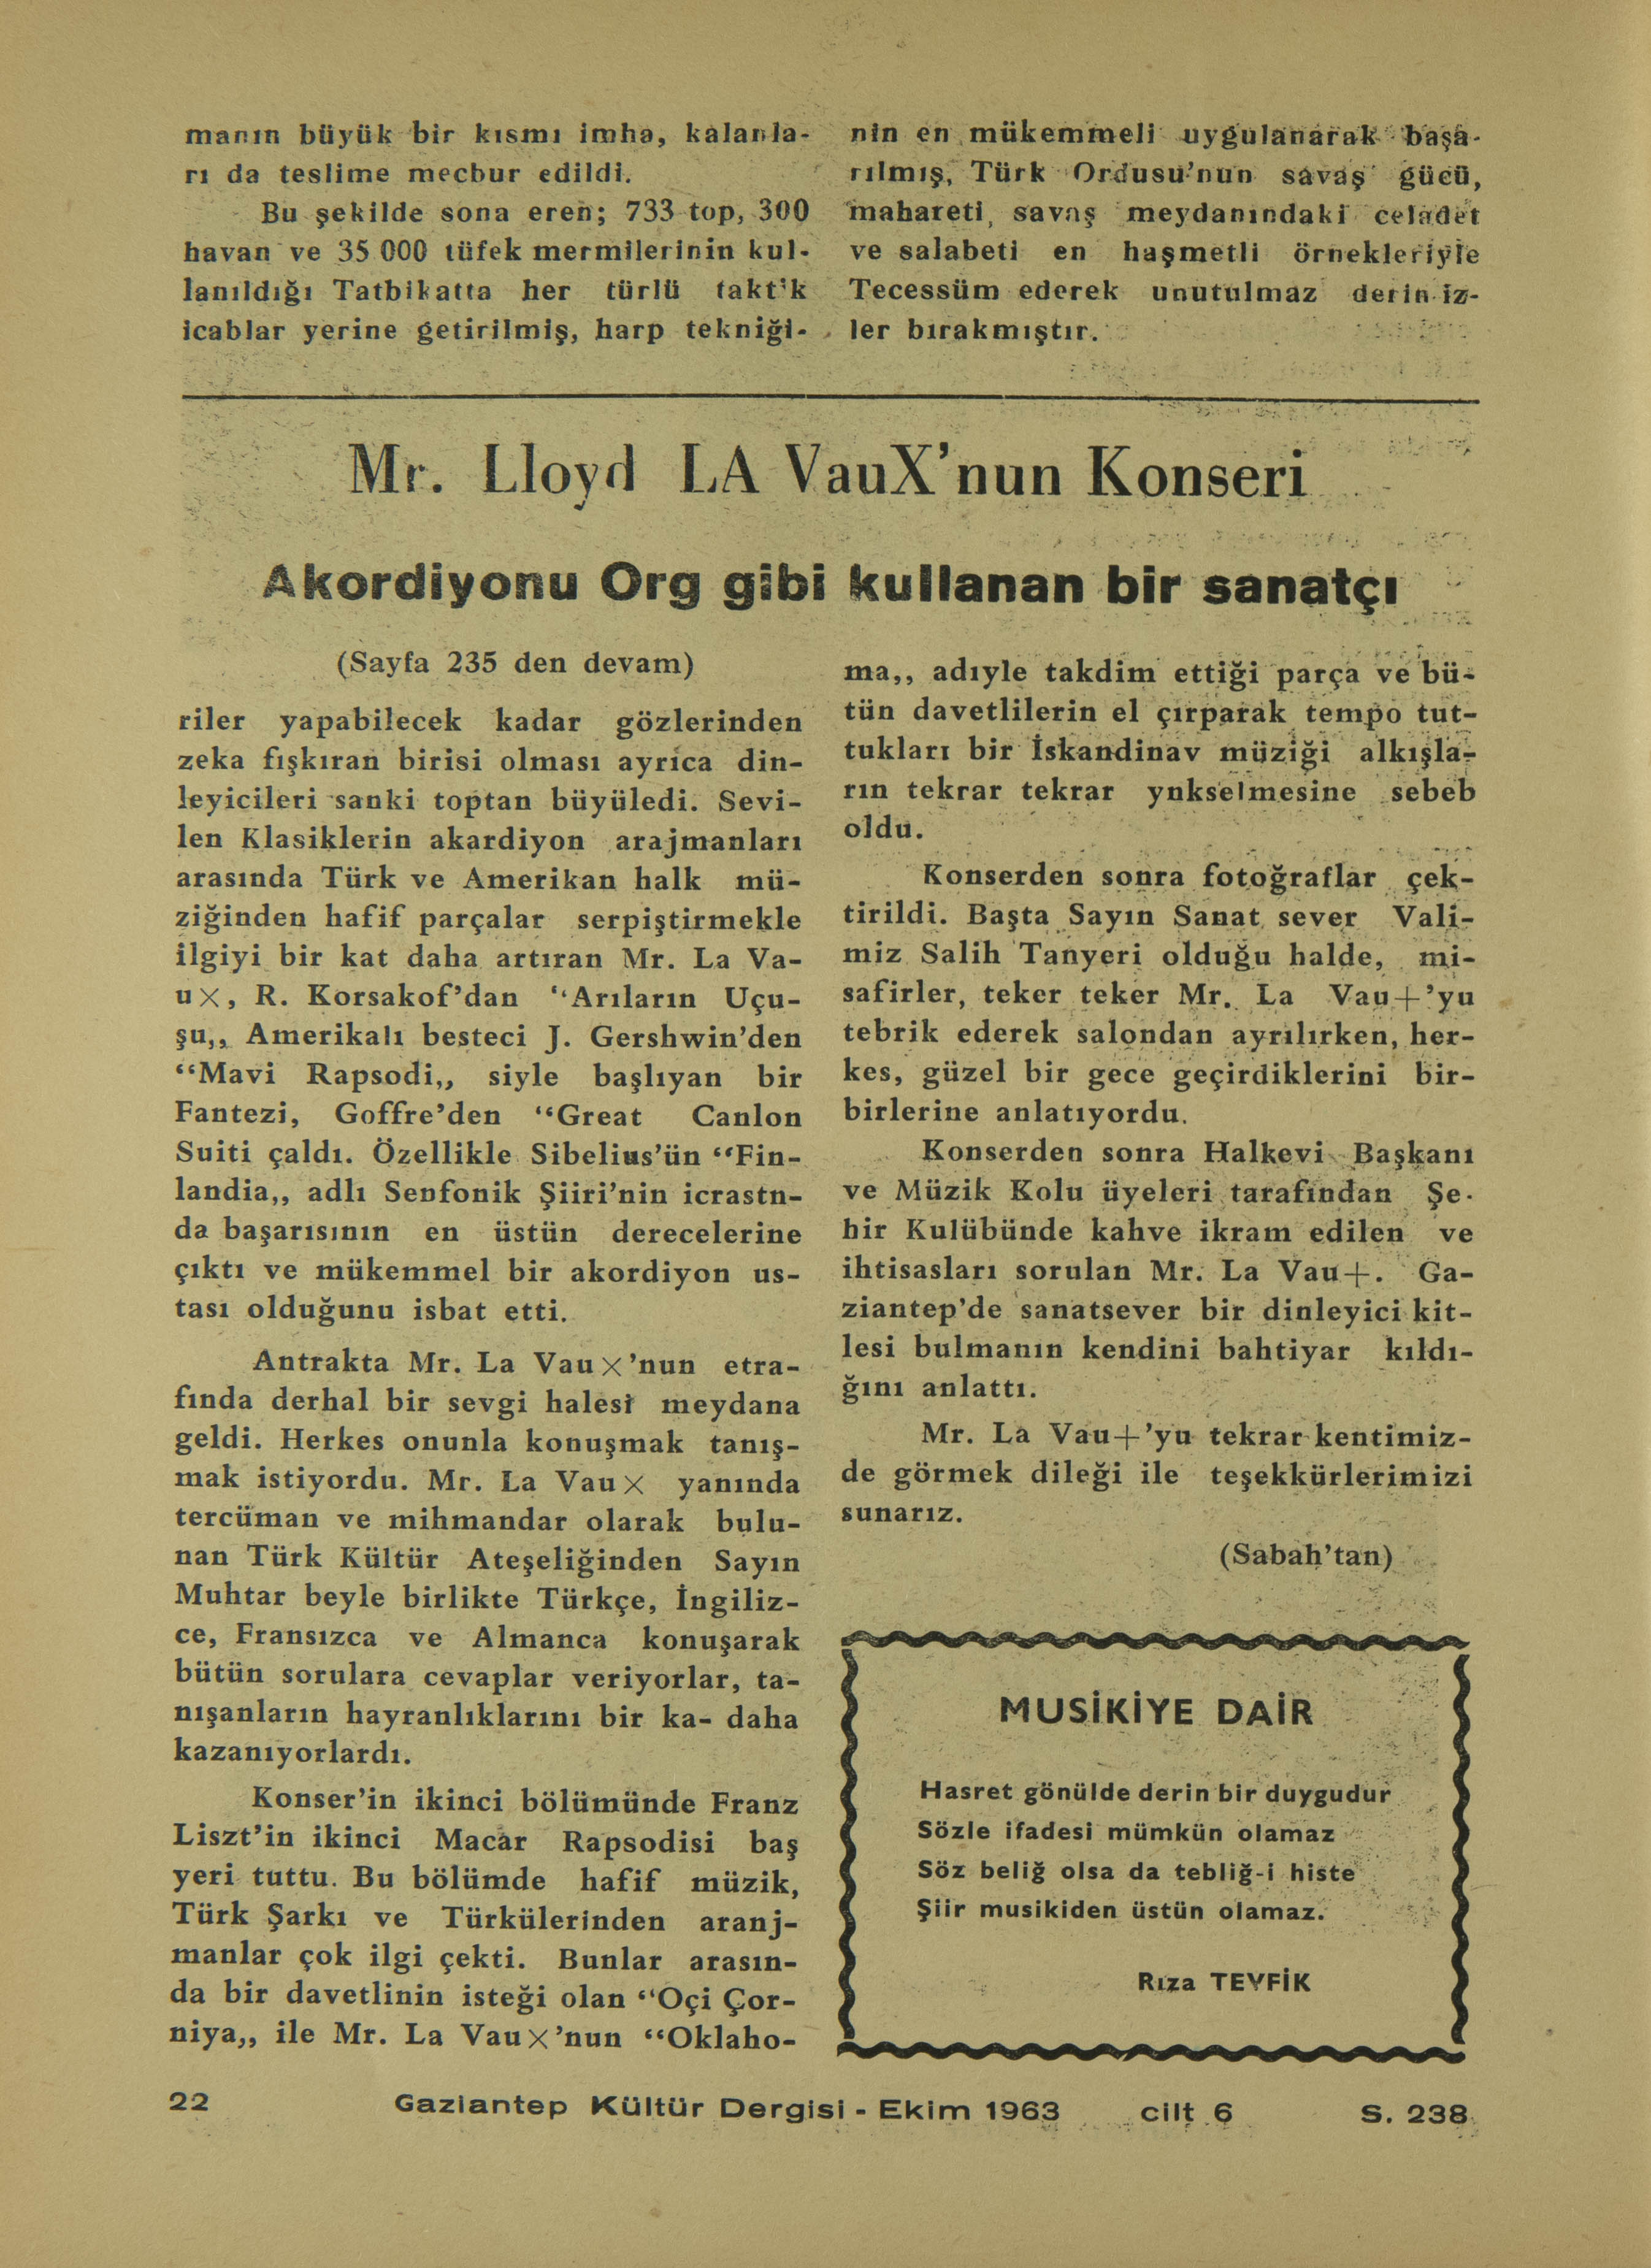 manın büyük bir kısmı imha, kalanla-
rı da teslime mecbur edildi.
Bu şekilde sona eren; 733 top, 300
havan ve 35 000 tüfek mermilerinin kul-
lanıldığı Tatbikatta her türlü takt'k
icablar yerine getirilmiş, harp tekniği-
nin en mükemmeli uygulanarak başa-
rılmış, Türk Ordusu'nun savaş gücü,
mahareti, savaş meydanındaki celâdet
ve salabeti en haşmetli örnekleriyle
Tecessüm ederek unutulmaz derin iz-
ler bırakmıştır.
Mr. Lloyd LA VauX'nun Konseri
Akordiyonu Org gibi kullanan bir sanatçı
(Sayfa 235 den devam)
riler yapabilecek kadar gözlerinden
zeka fışkıran birisi olması ayrıca din-
leyicileri sanki toptan büyüledi. Sevi-
len Klasiklerin akardiyon arajmanları
arasında Türk ve Amerikan halk mü-
ziğinden hafif parçalar serpiştirmekle
ilgiyi bir kat daha artıran Mr. La Va-
u×, R. Korsakof'dan “Arıların Uçu-
şu,, Amerikalı besteci J. Gershwin'den
“Mavi Rapsodi,, siyle başlıyan bir
Fantezi, Goffre'den “Great Canlon
Suiti çaldı. Özellikle Sibelius'ün “Fin-
landia,, adlı Senfonik Şiiri'nin icrastn-
da başarısının en üstün derecelerine
çıktı ve mükemmel bir akordiyon us-
tası olduğunu isbat etti.
Antrakta Mr. La Vau×'nun etra-
fında derhal bir sevgi halesi meydana
geldi. Herkes onunla konuşmak tanış-
mak istiyordu. Mr. La Vau× yanında
tercüman ve mihmandar olarak bulu-
nan Türk Kültür Ateşeliğinden Sayın
Muhtar beyle birlikte Türkçe, İngiliz-
ce, Fransızca ve Almanca konuşarak
bütün sorulara cevaplar veriyorlar, ta-
nışanların hayranlıklarını bir ka- daha
kazanıyorlardı.
Konser'in ikinci bölümünde Franz
Liszt'in ikinci Macar Rapsodisi baş
yeri tuttu. Bu bölümde hafif müzik,
Türk Şarkı ve Türkülerinden aranj-
manlar çok ilgi çekti. Bunlar arasın-
da bir davetlinin isteği olan “Oçi Çor-
niya,, ile Mr. La Vau×'nun “Oklaho-
ma,, adıyle takdim ettiği parça ve bü-
tün davetlilerin el çırparak tempo tut-
tukları bir İskandinav müziği alkışla-
rın tekrar tekrar ynkselmesine sebeb
oldu.
Konserden sonra fotoğraflar çek-
tirildi. Başta Sayın Sanat sever Vali-
miz Salih Tanyeri olduğu halde, mi-
safirler, teker teker Mr. La Vau+'yu
tebrik ederek salondan ayrılırken, her-
kes, güzel bir gece geçirdiklerini bir-
birlerine anlatıyordu.
Konserden sonra Halkevi Başkanı
ve Müzik Kolu üyeleri tarafından Şe-
hir Kulübünde kahve ikram edilen ve
ihtisasları sorulan Mr. La Vau+. Ga-
ziantep'de sanatsever bir dinleyici kit-
lesi bulmanın kendini bahtiyar kıldı-
ğını anlattı.
Mr. La Vau+'yu tekrar kentimiz-
de görmek dileği ile teşekkürlerimizi
sunarız.
(Sabah'tan)
MUSİKİYE DAİR
Hasret gönülde derin bir duygudur
Sözle ifadesi mümkün olamaz
Söz beliğ olsa da tebliğ-i histe
Şiir musikiden üstün olamaz.
Rıza TEVFİK
22 Gaziantep Kültür Dergisi - Ekim 1963 cilt 6 S. 238